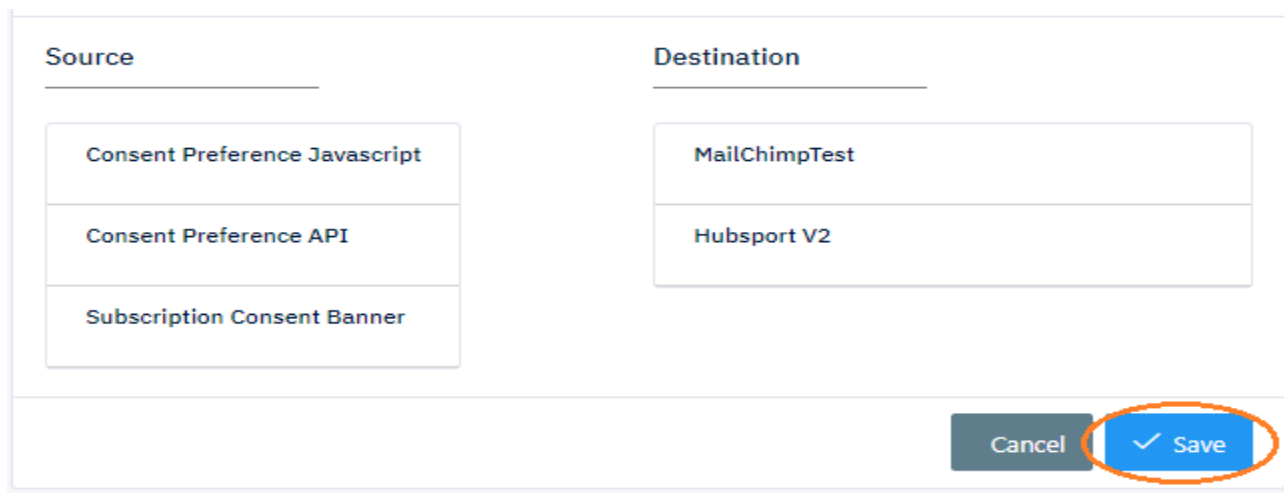 Source
Destination
Consent Preference Javascript
Consent Preference API
Subscription Consent Banner
MailChimpTest
Hubsport V2
Cancel
Save